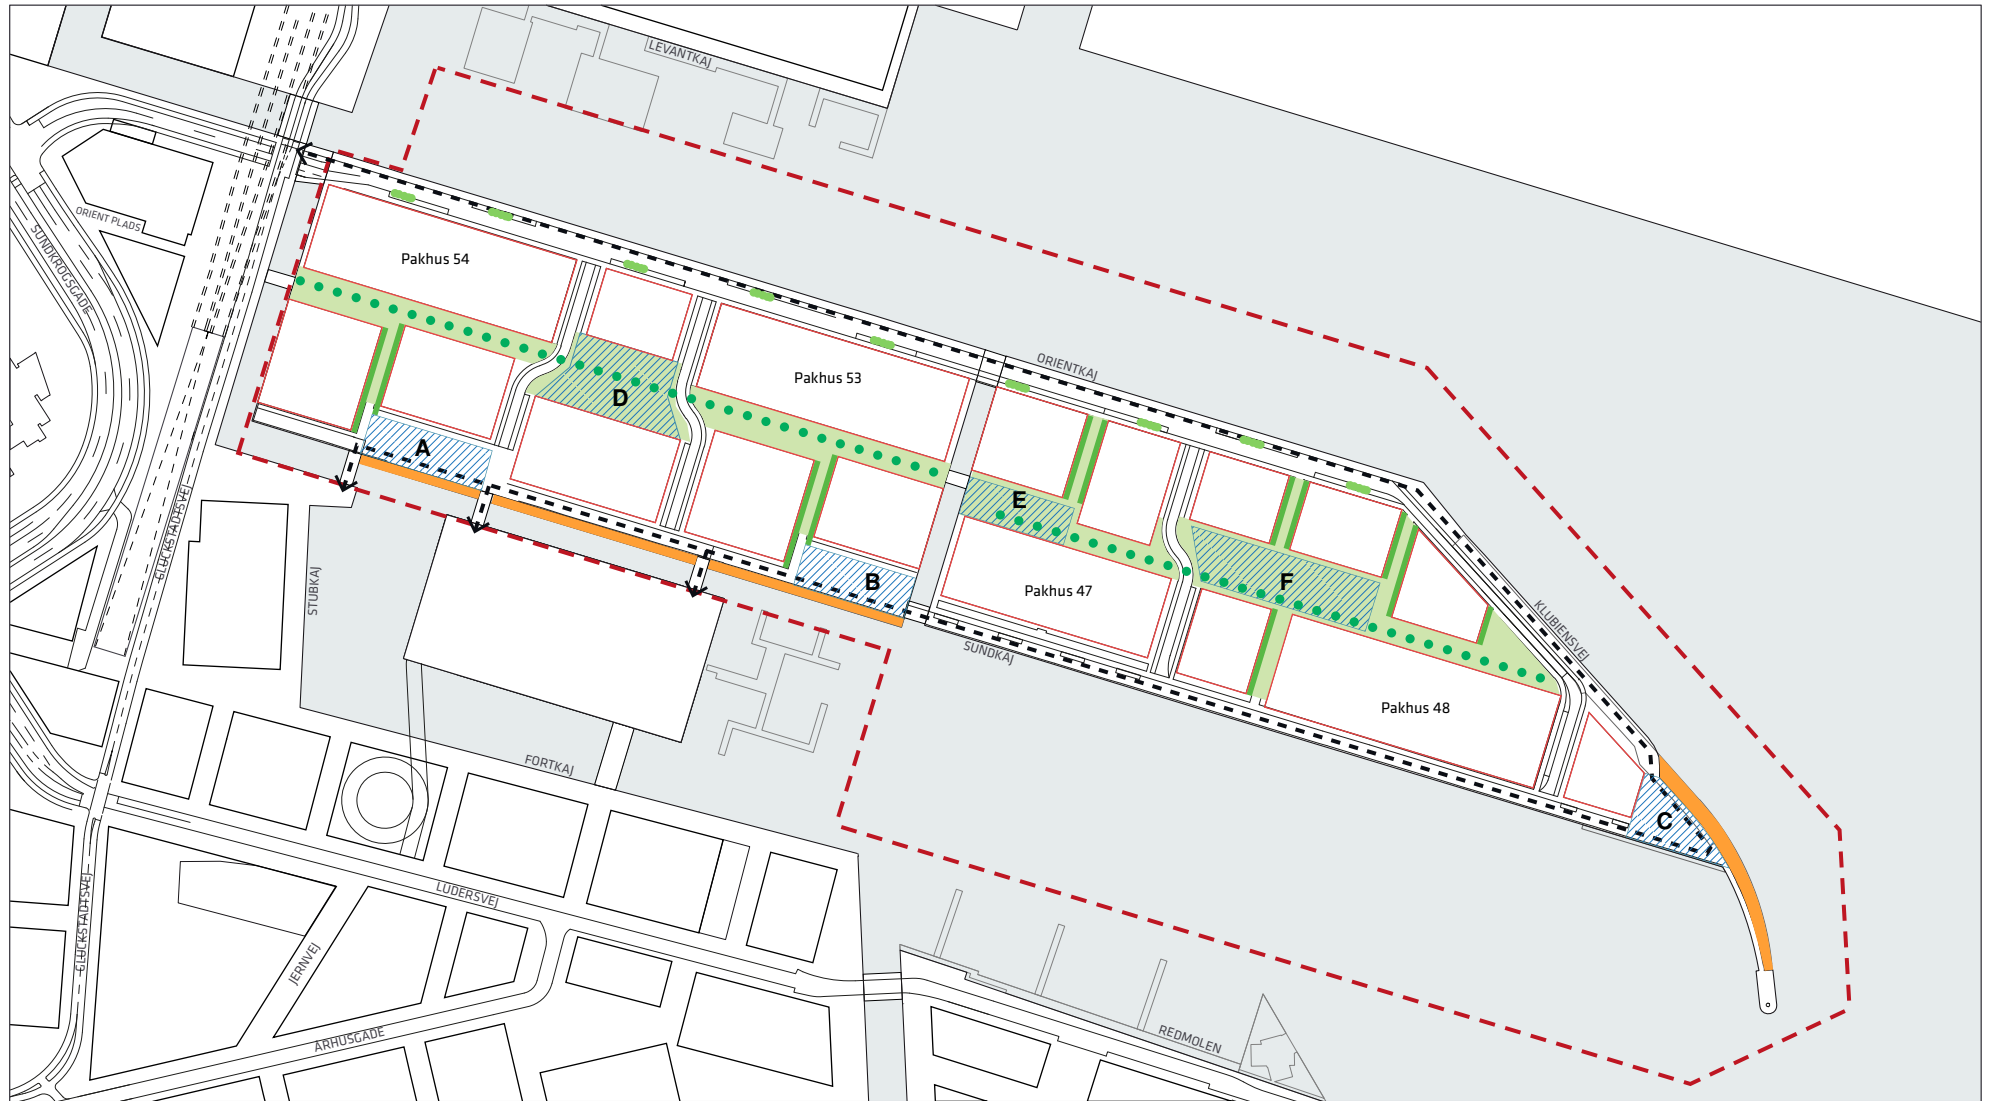 LEVANTKAJ
ORIENT PLADS
SUNDKROGSGADE
Pakhus 54
Pakhus 53
ORIENTKAJ
D
A
E
B
F
Pakhus 47
GLÜCKSTADTSVEJ
STUBKAJ
SUNDKAJ
KLUBIENSVEJ
Pakhus 48
FORTKAJ
C
LÜDERSVEJ
GLÜCKSTADTSVEJ
JERNVEJ
ÅRHUSGADE
REDMOLEN